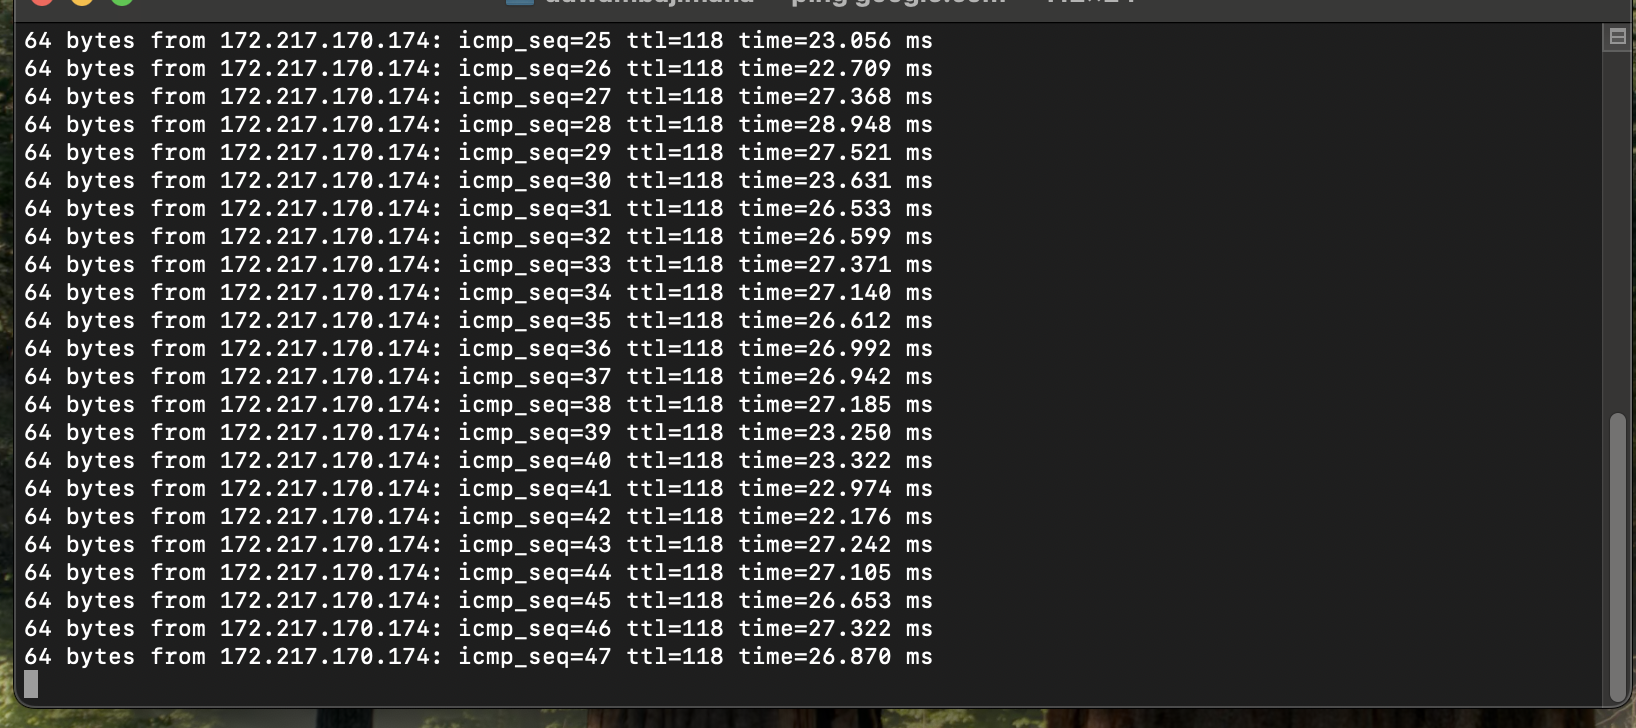 64 bytes from 172.217.170.174: icmp_seq=25 ttl=118 time=23.056 ms
64 bytes from 172.217.170.174: icmp_seq=26 ttl=118 time=22.709 ms
64 bytes from 172.217.170.174: icmp_seq=27 ttl=118 time=27.368 ms
64 bytes from 172.217.170.174: icmp_seq=28 ttl=118 time=28.948 ms
64 bytes from 172.217.170.174: icmp_seq=29 ttl=118 time=27.521 ms
64 bytes from 172.217.170.174: icmp_seq=30 ttl=118 time=23.631 ms
64 bytes from 172.217.170.174: icmp_seq=31 ttl=118 time=26.533 ms
64 bytes from 172.217.170.174: icmp_seq=32 ttl=118 time=26.599 ms
64 bytes from 172.217.170.174: icmp_seq=33 ttl=118 time=27.371 ms
64 bytes from 172.217.170.174: icmp_seq=34 ttl=118 time=27.140 ms
64 bytes from 172.217.170.174: icmp_seq=35 ttl=118 time=26.612 ms
64 bytes from 172.217.170.174: icmp_seq=36 ttl=118 time=26.992 ms
64 bytes from 172.217.170.174: icmp_seq=37 ttl=118 time=26.942 ms
64 bytes from 172.217.170.174: icmp_seq=38 ttl=118 time=27.185 ms
64 bytes from 172.217.170.174: icmp_seq=39 ttl=118 time=23.250 ms
64 bytes from 172.217.170.174: icmp_seq=40 ttl=118 time=23.322 ms
64 bytes from 172.217.170.174: icmp_seq=41 ttl=118 time=22.974 ms
64 bytes from 172.217.170.174: icmp_seq=42 ttl=118 time=22.176 ms
64 bytes from 172.217.170.174: icmp_seq=43 ttl=118 time=27.242 ms
64 bytes from 172.217.170.174: icmp_seq=44 ttl=118 time=27.105 ms
64 bytes from 172.217.170.174: icmp_seq=45 ttl=118 time=26.653 ms
64 bytes from 172.217.170.174: icmp_seq=46 ttl=118 time=27.322 ms
64 bytes from 172.217.170.174: icmp_seq=47 ttl=118 time=26.870 ms